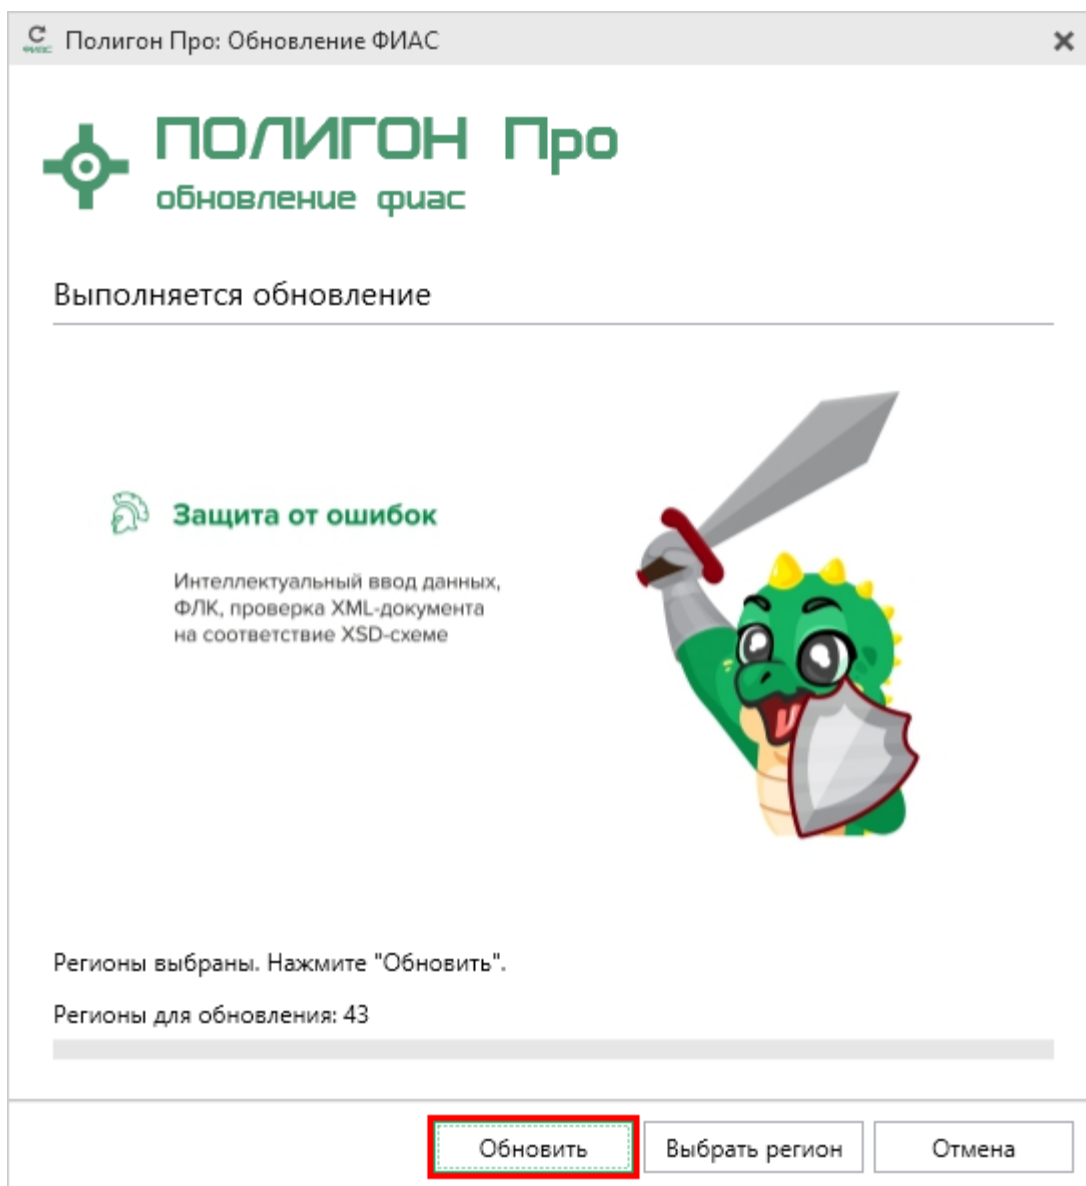 ФИАС Полигон Про: Обновление ФИАС
ПОЛИГОН Про
обновление фиас
Выполняется обновление
Защита от ошибок
Интеллектуальный ввод данных,
ФЛК, проверка XML-документа
на соответствие XSD-схеме
Регионы выбраны. Нажмите "Обновить".
Регионы для обновления: 43
Обновить Выбрать регион Отмена